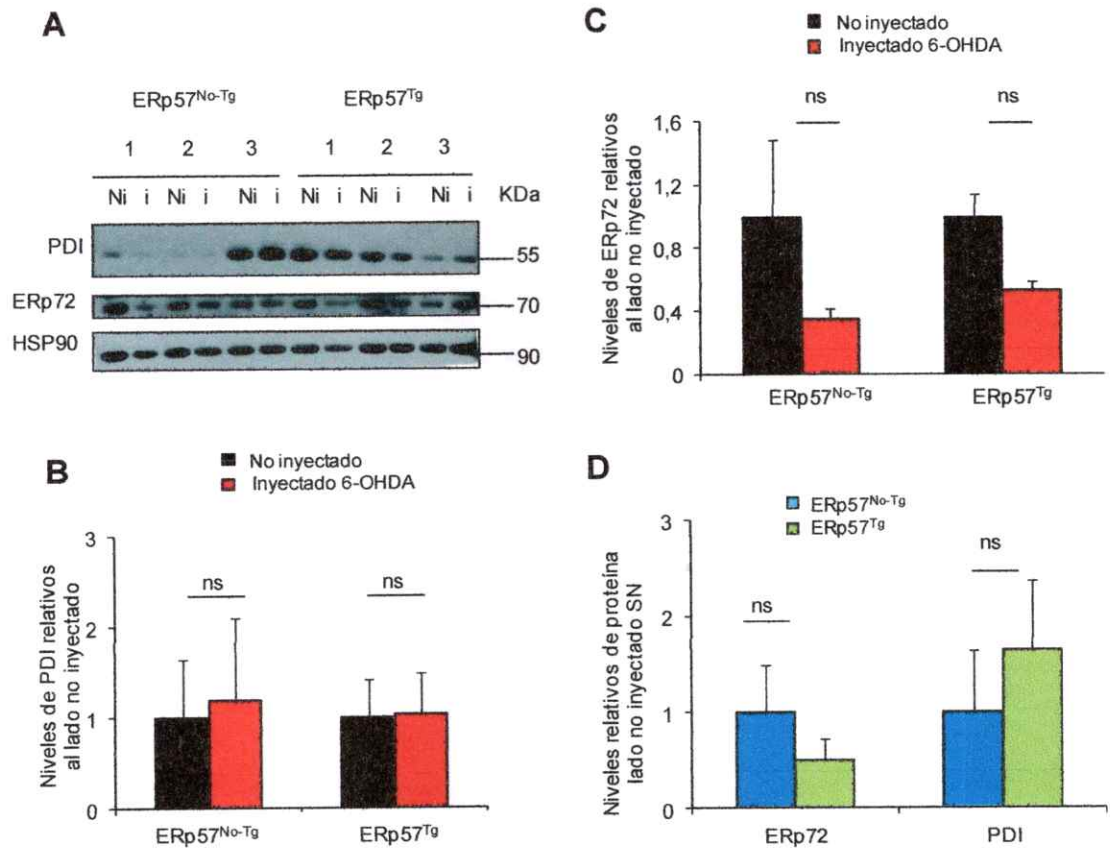 A
ERp57No-Tg ERp57Tg
1 2 3 1 2 3
Ni i Ni i Ni i Ni i Ni i Ni i KDa
PDI 55
ERp72 70
HSP90 90
B
No inyectado
Inyectado 6-OHDA
Niveles de PDI relativos
al lado no inyectado
3
2
1
0
ns ns
ERp57No-Tg ERp57Tg
C
No inyectado
Inyectado 6-OHDA
Niveles de ERp72 relativos
al lado no inyectado
1,6
1,2
0.8
0,4
0
ns ns
ERp57No-Tg ERp57Tg
D
ERp57No-Tg
ERp57Tg
Niveles relativos de proteína
lado no inyectado SN
3
2
1
0
ns ns
ERp72 PDI